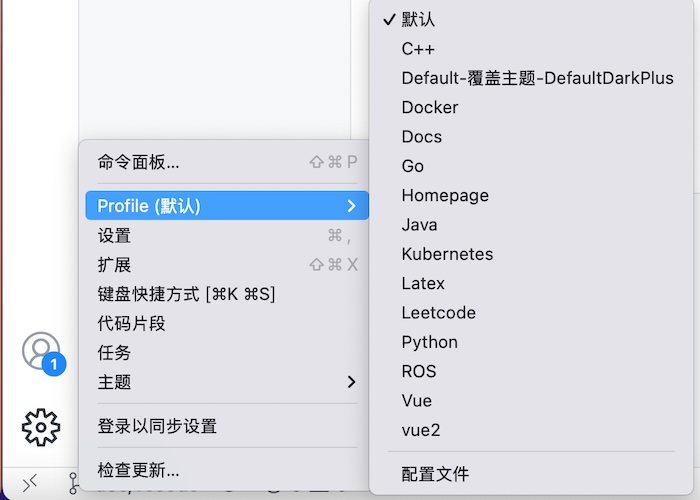 默认
C++
Default-覆盖主题-DefaultDarkPlus
Docker
Docs
Go
Homepage
Java
Kubernetes
Latex
Leetcode
Python
ROS
Vue
vue2
配置文件
命令面板... ⇧⌘P
Profile (默认)
设置 ⌘,
扩展 ⇧⌘X
键盘快捷方式 [⌘K ⌘S]
代码片段
任务
主题
登录以同步设置
检查更新...
1